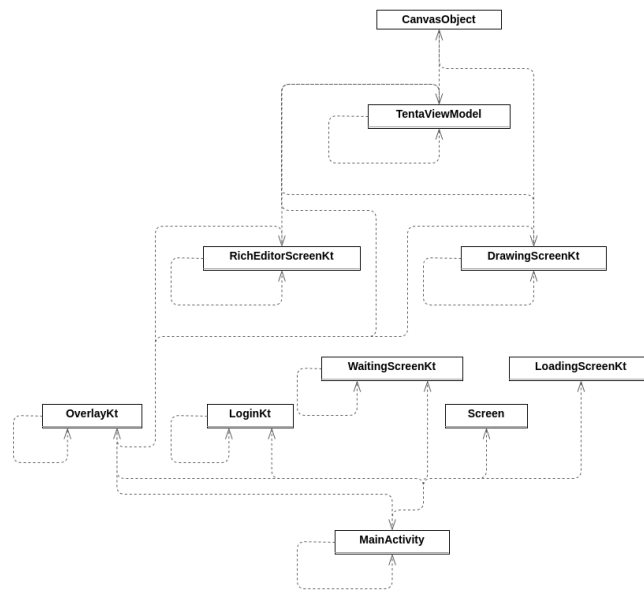 CanvasObject
TentaViewModel
RichEditorScreenKt
DrawingScreenKt
WaitingScreenKt
LoadingScreenKt
OverlayKt
LoginKt
Screen
MainActivity